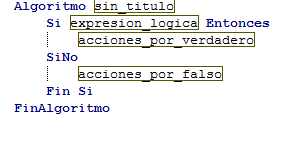 Algoritmo sin_titulo
Si expresion_logica Entonces
acciones_por_verdadero
SiNo
acciones_por_falso
Fin Si
FinAlgoritmo